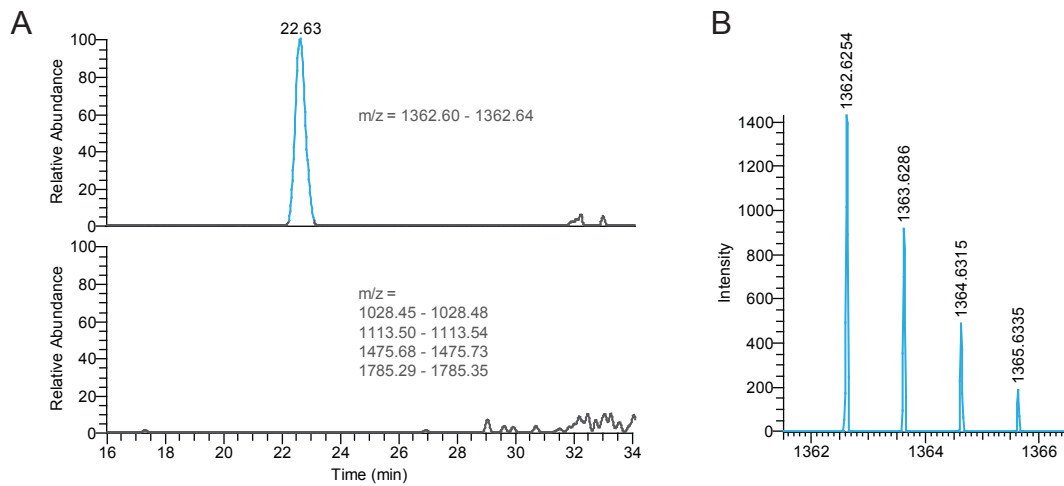 A
22.63
100
80
60
40
20
0
Relative Abundance
m/z = 1362.60 - 1362.64
100
80
60
40
20
0
Relative Abundance
m/z =
1028.45 - 1028.48
1113.50 - 1113.54
1475.68 - 1475.73
1785.29 - 1785.35
16 18 20 22 24 26 28 30 32 34
Time (min)
B
1362.6254
1363.6286
1364.6315
1365.6335
1400
1200
1000
800
600
400
200
0
Intensity
1362 1364 1366